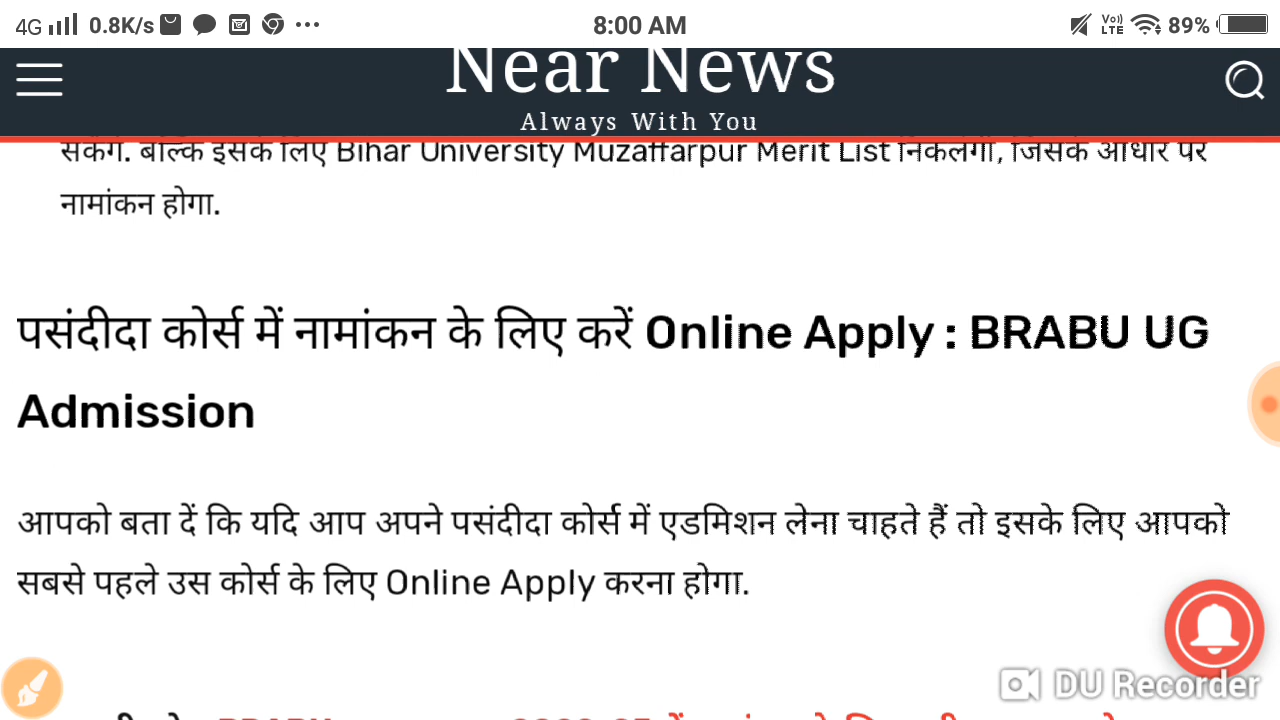 4G 0.8K/s 8:00 AM Vo)) LTE 89%
Near News
Always With You
सकेंगे. बल्कि इसके लिए Bihar University Muzaffarpur Merit List निकलेगी, जिसके आधार पर
नामांकन होगा.
पसंदीदा कोर्स में नामांकन के लिए करें Online Apply : BRABU UG
Admission
आपको बता दें कि यदि आप अपने पसंदीदा कोर्स में एडमिशन लेना चाहते हैं तो इसके लिए आपको
सबसे पहले उस कोर्स के लिए Online Apply करना होगा.
DU Recorder